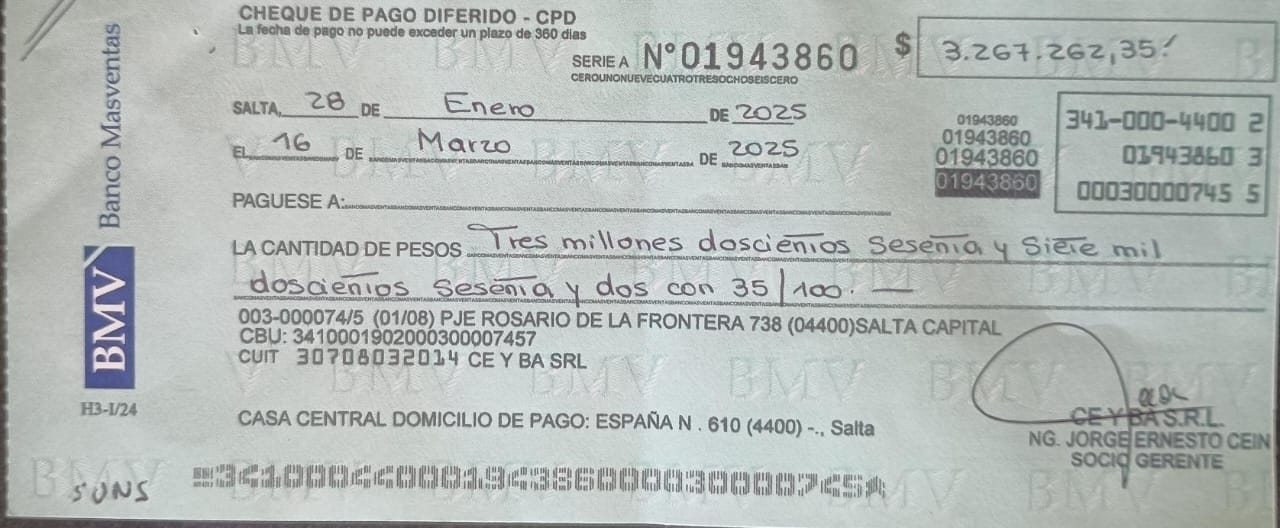 CHEQUE DE PAGO DIFERIDO - CPD
La fecha de pago no puede exceder un plazo de 360 dias
SERIE A Nº01943860 $ 3.267.262,35.-
CEROUNONUEVECUATROTRESOCHOSEISCERO
SALTA, 28 DE Enero DE 2025
EL 16 DE Marzo DE 2025
01943860
01943860
01943860
01943860
341-000-4400 2
01943860 3
00030000745 5
PAGUESE A:
LA CANTIDAD DE PESOS Tres millones doscientos Sesenta y Siete mil
doscientos Sesenta y dos con 35/100.-
003-000074/5 (01/08) PJE ROSARIO DE LA FRONTERA 738 (04400)SALTA CAPITAL
CBU: 3410001902000300007457
CUIT 30708032014 CE Y BA SRL
CASA CENTRAL DOMICILIO DE PAGO: ESPAÑA N . 610 (4400) -., Salta
CE Y BA S.R.L.
NG. JORGE ERNESTO CEIN
SOCIO GERENTE
BMV Banco Masventas
H3-I/24
SUNS